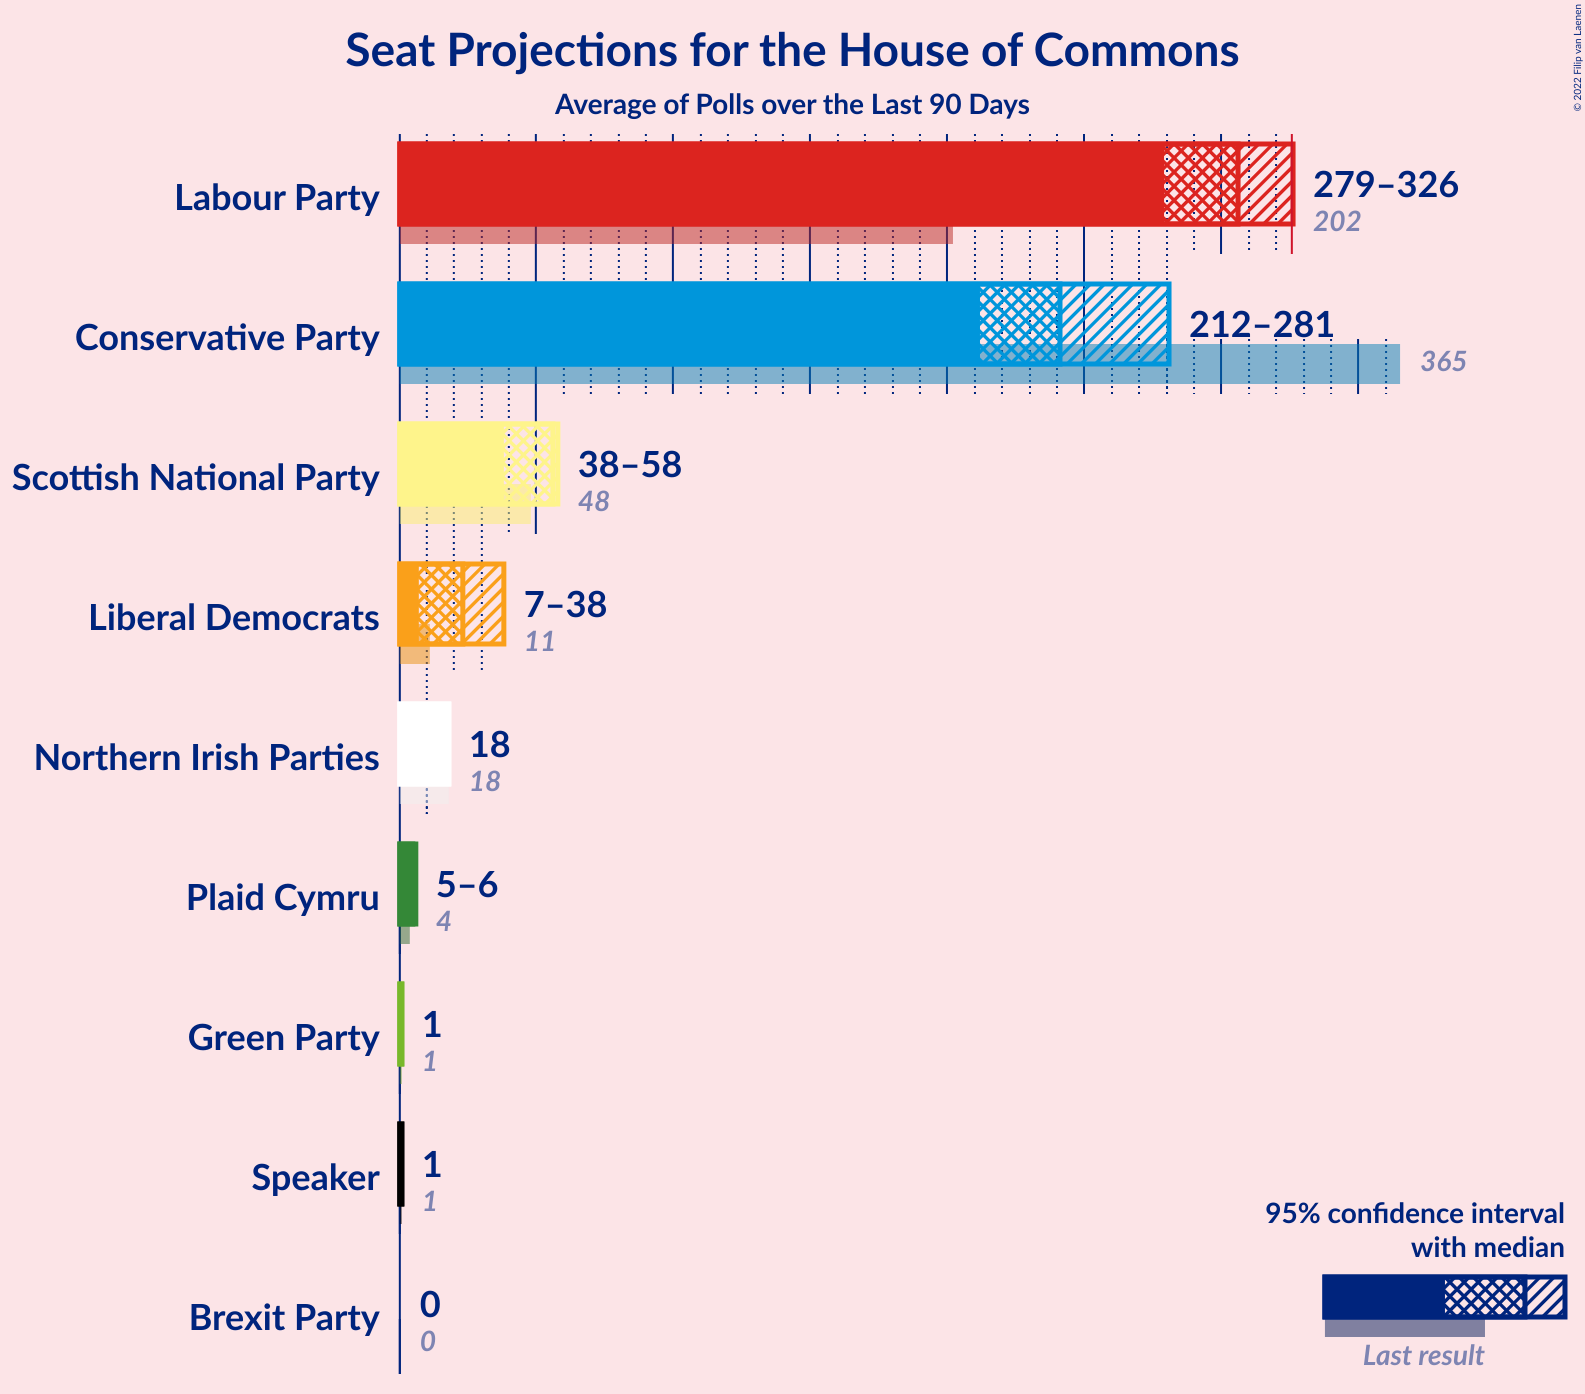 Seat Projections for the House of Commons
Average of Polls over the Last 90 Days
© 2022 Filip van Laenen
Labour Party
279–326
202
Conservative Party
212–281
365
Scottish National Party
38–58
48
Liberal Democrats
7–38
11
Northern Irish Parties
18
18
Plaid Cymru
5–6
4
Green Party
1
1
Speaker
1
1
Brexit Party
0
0
95% confidence interval
with median
Last result